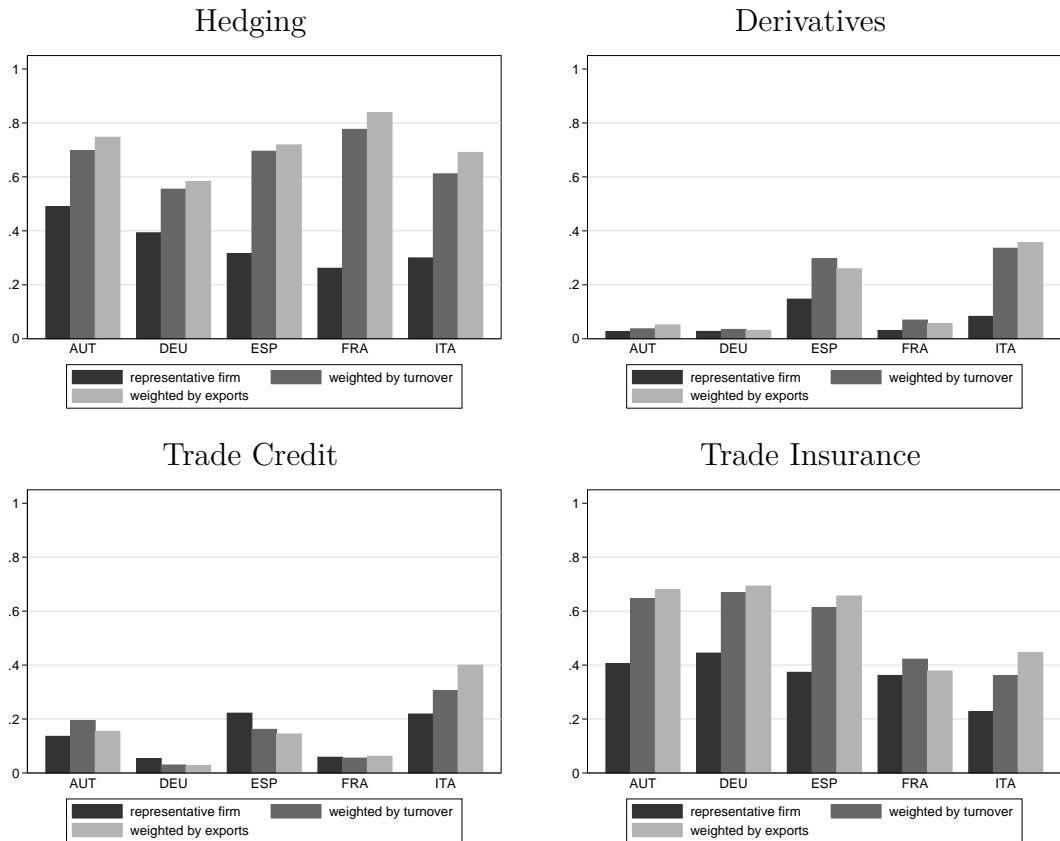 Hedging
1
.8
.6
.4
.2
0
AUT DEU ESP FRA ITA
representative firm weighted by turnover
weighted by exports
Derivatives
1
.8
.6
.4
.2
0
AUT DEU ESP FRA ITA
representative firm weighted by turnover
weighted by exports
Trade Credit
1
.8
.6
.4
.2
0
AUT DEU ESP FRA ITA
representative firm weighted by turnover
weighted by exports
Trade Insurance
1
.8
.6
.4
.2
0
AUT DEU ESP FRA ITA
representative firm weighted by turnover
weighted by exports